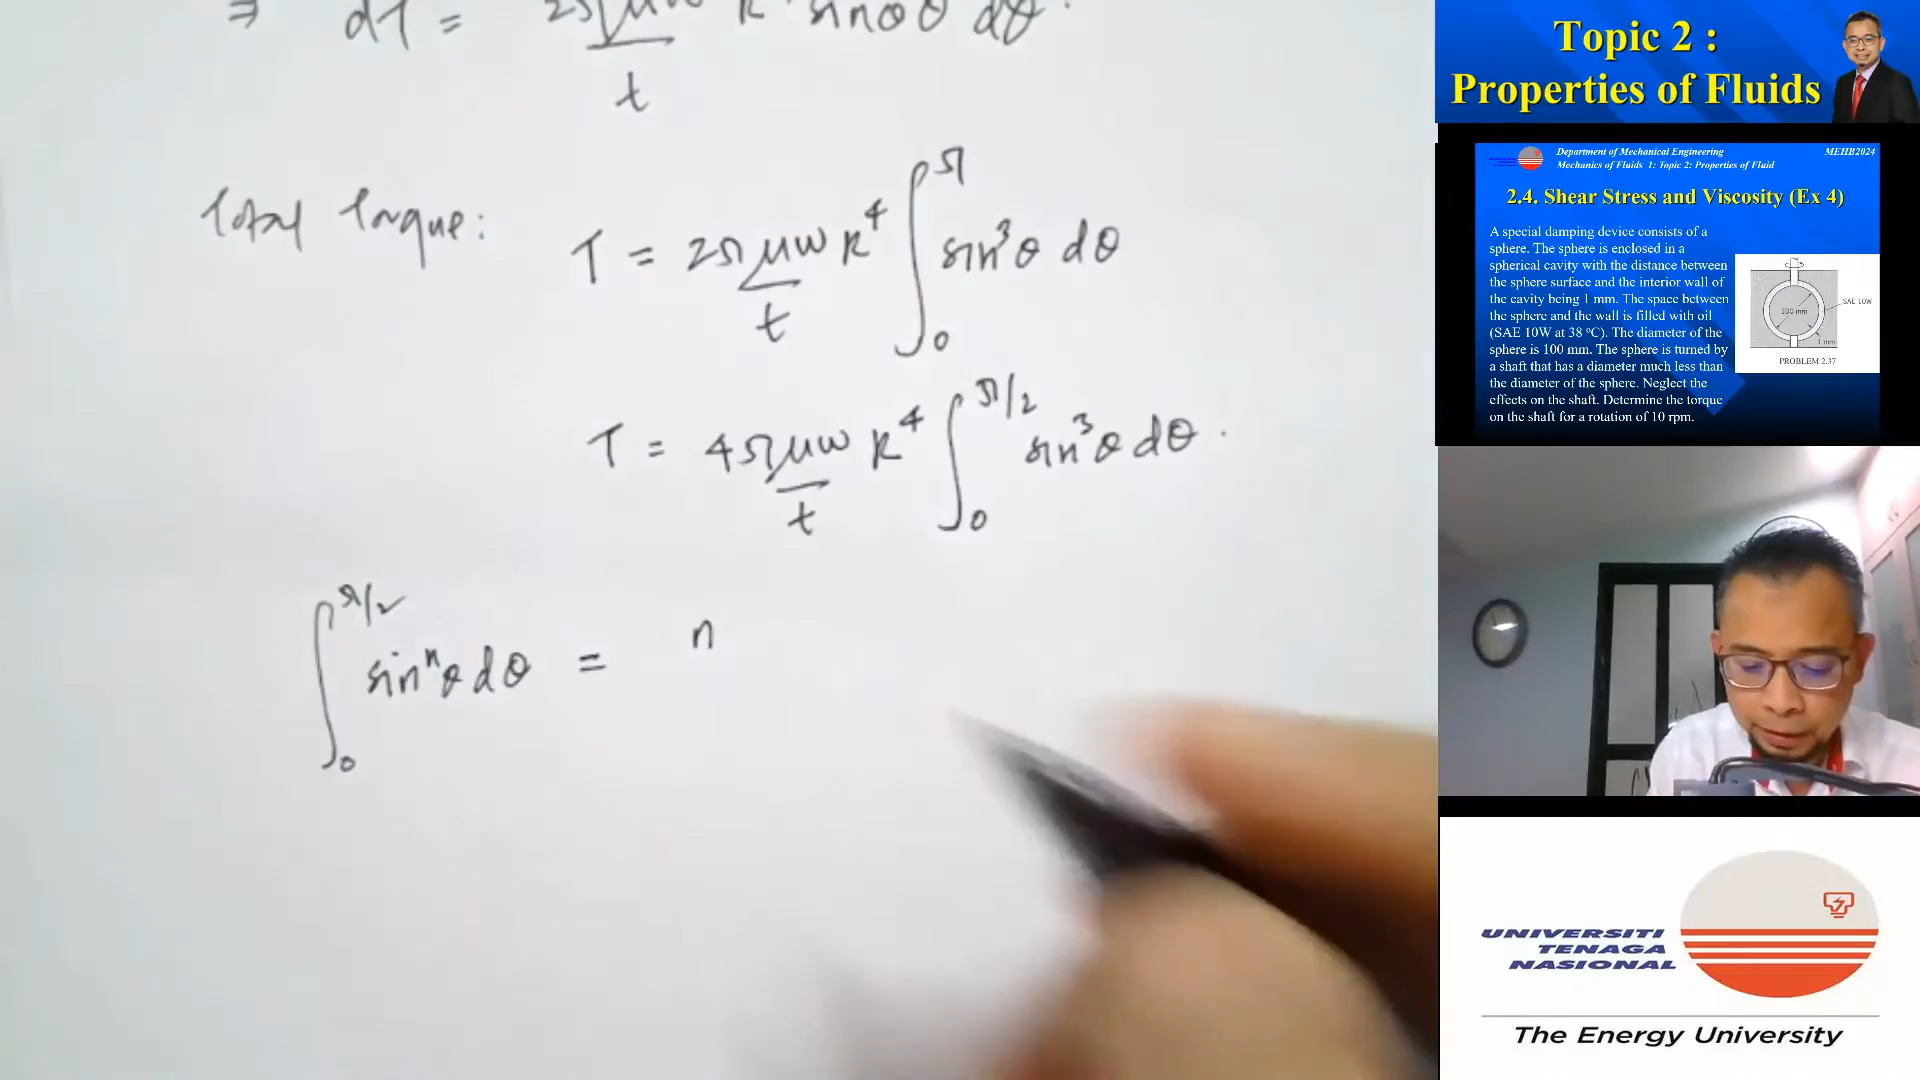 ⇒ dT = 2πμω R⁴ sin³θ dθ.
t
Total Torque:
T = 2πμω R⁴ ∫₀^π sin³θ dθ
t
T = 4πμω R⁴ ∫₀^π/2 sin³θ dθ.
t
∫₀^π/2 sinⁿθ dθ = n
Topic 2 :
Properties of Fluids
Department of Mechanical Engineering
MEHB2024
Mechanics of Fluids 1: Topic 2: Properties of Fluid
2.4. Shear Stress and Viscosity (Ex 4)
A special damping device consists of a
sphere. The sphere is enclosed in a
spherical cavity with the distance between
the sphere surface and the interior wall of
the cavity being 1 mm. The space between
the sphere and the wall is filled with oil
(SAE 10W at 38 °C). The diameter of the
sphere is 100 mm. The sphere is turned by
a shaft that has a diameter much less than
the diameter of the sphere. Neglect the
effects on the shaft. Determine the torque
on the shaft for a rotation of 10 rpm.
SAE 10W
100 mm
1 mm
PROBLEM 2.37
UNIVERSITI
TENAGA
NASIONAL
The Energy University